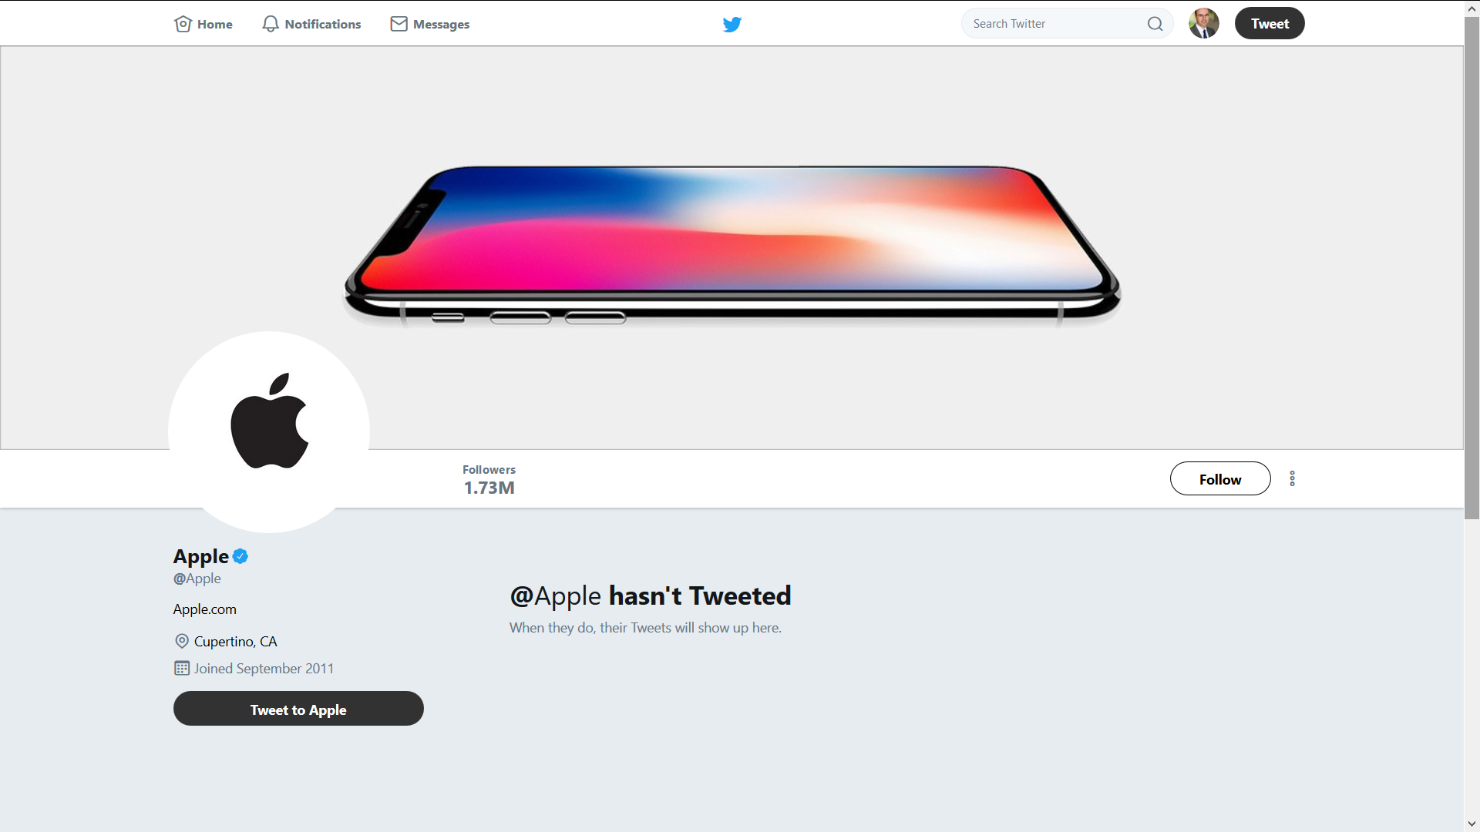 Home Notifications Messages Search Twitter Tweet
Followers
1.73M
Follow
Apple
@Apple
Apple.com
Cupertino, CA
Joined September 2011
Tweet to Apple
@Apple hasn't Tweeted
When they do, their Tweets will show up here.